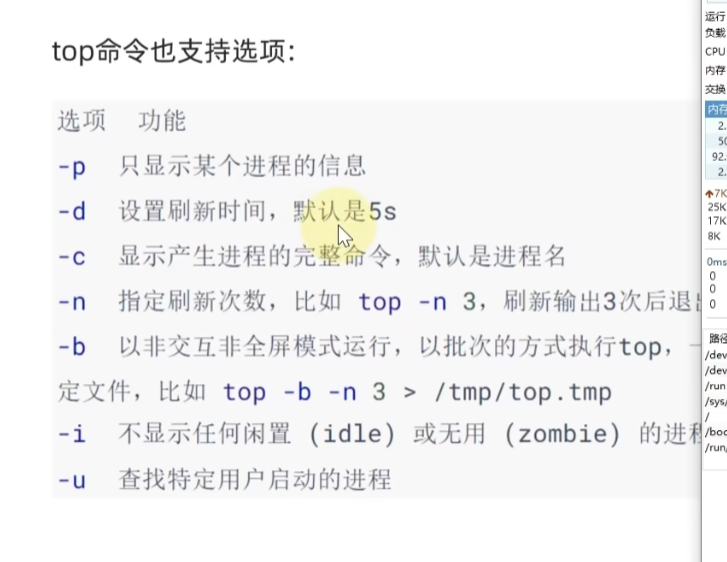 top命令也支持选项:
选项 功能
-p 只显示某个进程的信息
-d 设置刷新时间，默认是5s
-c 显示产生进程的完整命令，默认是进程名
-n 指定刷新次数，比如 top -n 3，刷新输出3次后退
-b 以非交互非全屏模式运行，以批次的方式执行top，
定文件，比如 top -b -n 3 > /tmp/top.tmp
-i 不显示任何闲置 (idle) 或无用 (zombie) 的进程
-u 查找特定用户启动的进程
运行
负载
CPU
内存
交换
内存
2.
50
92.
2.
7K
25K
17K
8K
0ms
0
0
0
路径
/dev
/dev
/run
/sys/
/
/boo
/run/